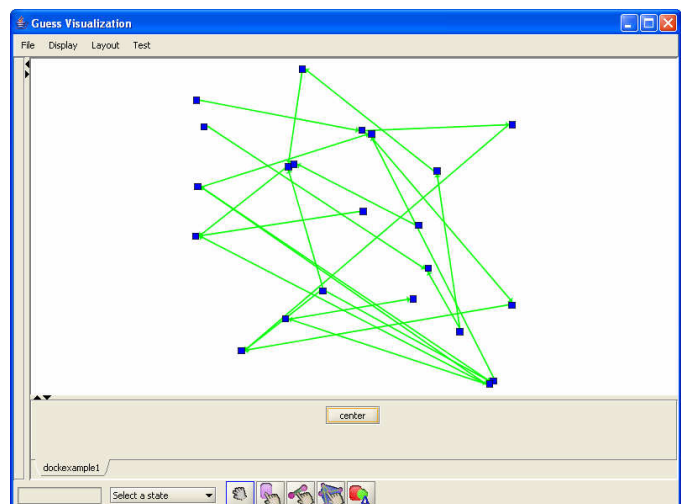 Guess Visualization
File Display Layout Test
center
dockexample1
Select a state